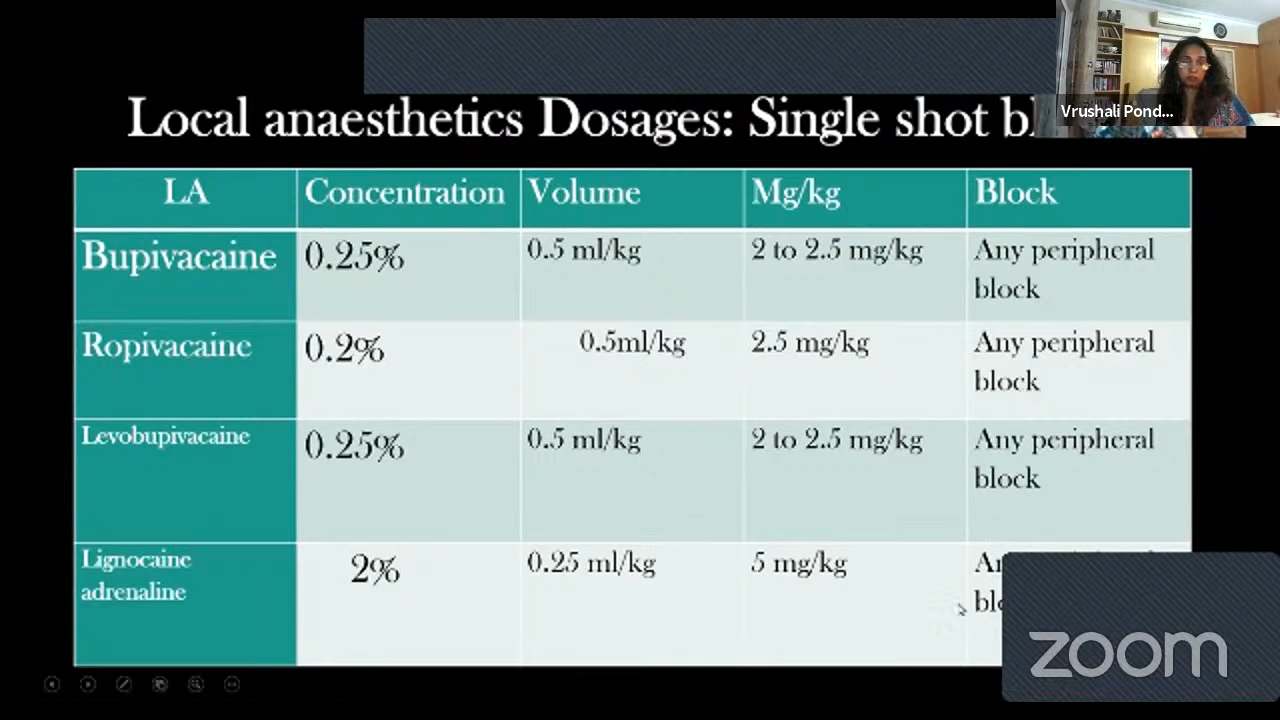 Local anaesthetics Dosages: Single shot
Vrushali Pond...
LA Concentration Volume Mg/kg Block
Bupivacaine 0.25% 0.5 ml/kg 2 to 2.5 mg/kg Any peripheral
block
Ropivacaine 0.2% 0.5ml/kg 2.5 mg/kg Any peripheral
block
Levobupivacaine 0.25% 0.5 ml/kg 2 to 2.5 mg/kg Any peripheral
block
Lignocaine 2% 0.25 ml/kg 5 mg/kg
adrenaline
zoom